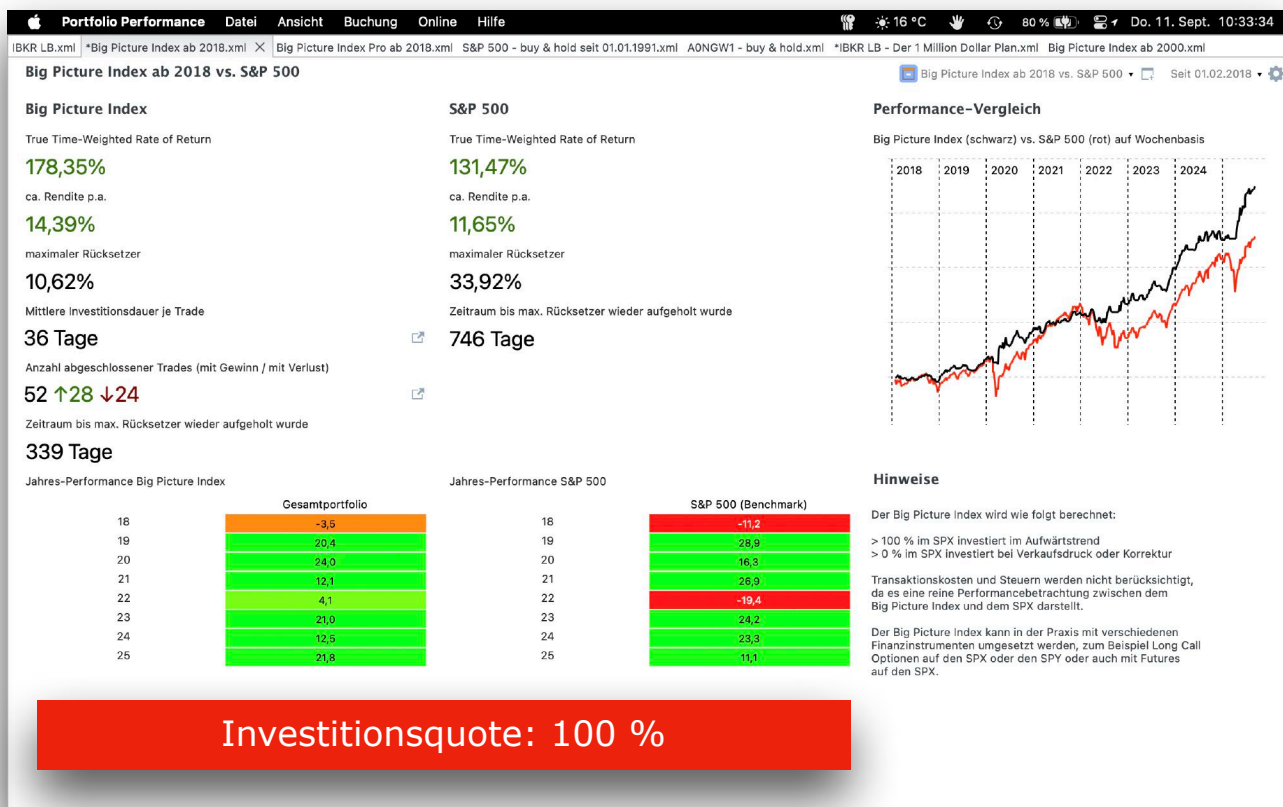 Portfolio Performance Datei Ansicht Buchung Online Hilfe 16 °C 80 % Do. 11. Sept. 10:33:34
IBKR LB.xml *Big Picture Index ab 2018.xml Big Picture Index Pro ab 2018.xml S&P 500 - buy & hold seit 01.01.1991.xml A0NGW1 - buy & hold.xml *IBKR LB - Der 1 Million Dollar Plan.xml Big Picture Index ab 2000.xml
Big Picture Index ab 2018 vs. S&P 500
Big Picture Index ab 2018 vs. S&P 500 Seit 01.02.2018
Big Picture Index
True Time-Weighted Rate of Return
178,35%
ca. Rendite p.a.
14,39%
maximaler Rücksetzer
10,62%
Mittlere Investitionsdauer je Trade
36 Tage
Anzahl abgeschlossener Trades (mit Gewinn / mit Verlust)
52 ↑28 ↓24
Zeitraum bis max. Rücksetzer wieder aufgeholt wurde
339 Tage
S&P 500
True Time-Weighted Rate of Return
131,47%
ca. Rendite p.a.
11,65%
maximaler Rücksetzer
33,92%
Zeitraum bis max. Rücksetzer wieder aufgeholt wurde
746 Tage
Performance-Vergleich
Big Picture Index (schwarz) vs. S&P 500 (rot) auf Wochenbasis
2018 2019 2020 2021 2022 2023 2024
Jahres-Performance Big Picture Index
Gesamtportfolio
18 -3,5
19 20,4
20 24,0
21 12,1
22 4,1
23 21,0
24 12,5
25 21,8
Jahres-Performance S&P 500
S&P 500 (Benchmark)
18 -11,2
19 28,9
20 16,3
21 26,9
22 -19,4
23 24,2
24 23,3
25 11,1
Hinweise
Der Big Picture Index wird wie folgt berechnet:
> 100 % im SPX investiert im Aufwärtstrend
> 0 % im SPX investiert bei Verkaufsdruck oder Korrektur
Transaktionskosten und Steuern werden nicht berücksichtigt,
da es eine reine Performancebetrachtung zwischen dem
Big Picture Index und dem SPX darstellt.
Der Big Picture Index kann in der Praxis mit verschiedenen
Finanzinstrumenten umgesetzt werden, zum Beispiel Long Call
Optionen auf den SPX oder den SPY oder auch mit Futures
auf den SPX.
Investitionsquote: 100 %